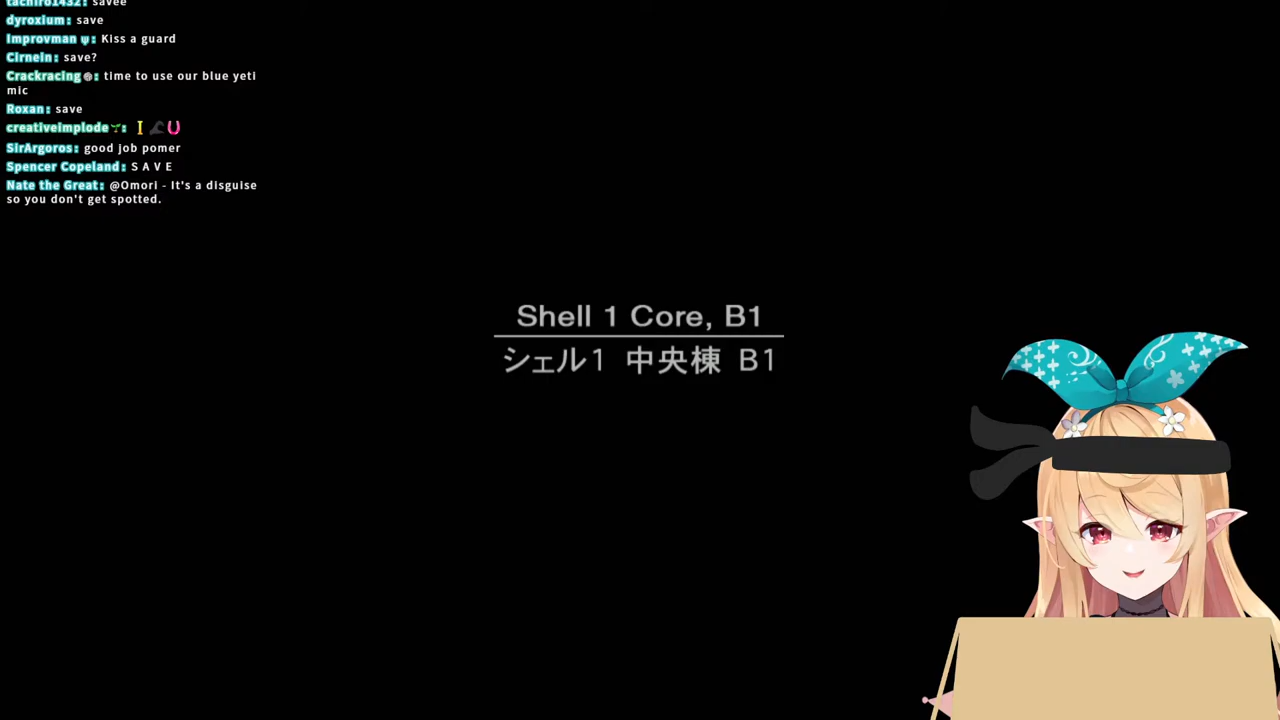 tachiro1432: savee
dyroxium: save
Improvman ψ: Kiss a guard
Cirnein: save?
Crackracing: time to use our blue yeti
mic
Roxan: save
creativeimplode:
SirArgoros: good job pomer
Spencer Copeland: S A V E
Nate the Great: @Omori - It's a disguise
so you don't get spotted.
Shell 1 Core, B1
シェル1 中央棟 B1